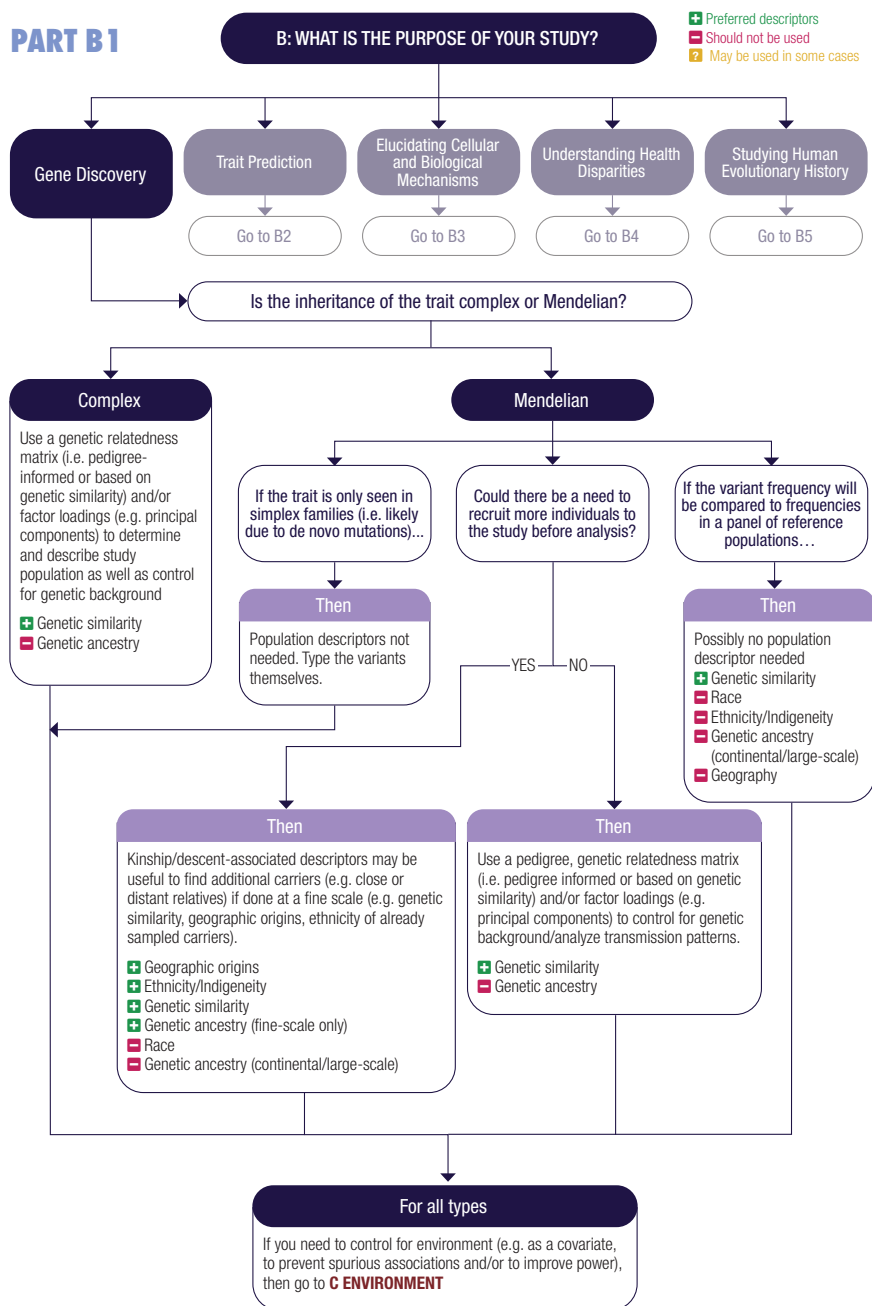 PART B1
B: WHAT IS THE PURPOSE OF YOUR STUDY?
+ Preferred descriptors
− Should not be used
? May be used in some cases
Gene Discovery
Trait Prediction
Elucidating Cellular
and Biological
Mechanisms
Understanding Health
Disparities
Studying Human
Evolutionary History
Go to B2
Go to B3
Go to B4
Go to B5
Is the inheritance of the trait complex or Mendelian?
Complex
Use a genetic relatedness
matrix (i.e. pedigree-
informed or based on
genetic similarity) and/or
factor loadings (e.g. principal
components) to determine
and describe study
population as well as control
for genetic background
+ Genetic similarity
− Genetic ancestry
Mendelian
If the trait is only seen in
simplex families (i.e. likely
due to de novo mutations)...
Then
Population descriptors not
needed. Type the variants
themselves.
Could there be a need to
recruit more individuals to
the study before analysis?
YES
NO
If the variant frequency will
be compared to frequencies
in a panel of reference
populations…
Then
Possibly no population
descriptor needed
+ Genetic similarity
− Race
− Ethnicity/Indigeneity
− Genetic ancestry
(continental/large-scale)
− Geography
Then
Kinship/descent-associated descriptors may be
useful to find additional carriers (e.g. close or
distant relatives) if done at a fine scale (e.g. genetic
similarity, geographic origins, ethnicity of already
sampled carriers).
+ Geographic origins
+ Ethnicity/Indigeneity
+ Genetic similarity
+ Genetic ancestry (fine-scale only)
− Race
− Genetic ancestry (continental/large-scale)
Then
Use a pedigree, genetic relatedness matrix
(i.e. pedigree informed or based on genetic
similarity) and/or factor loadings (e.g.
principal components) to control for genetic
background/analyze transmission patterns.
+ Genetic similarity
− Genetic ancestry
For all types
If you need to control for environment (e.g. as a covariate,
to prevent spurious associations and/or to improve power),
then go to C ENVIRONMENT